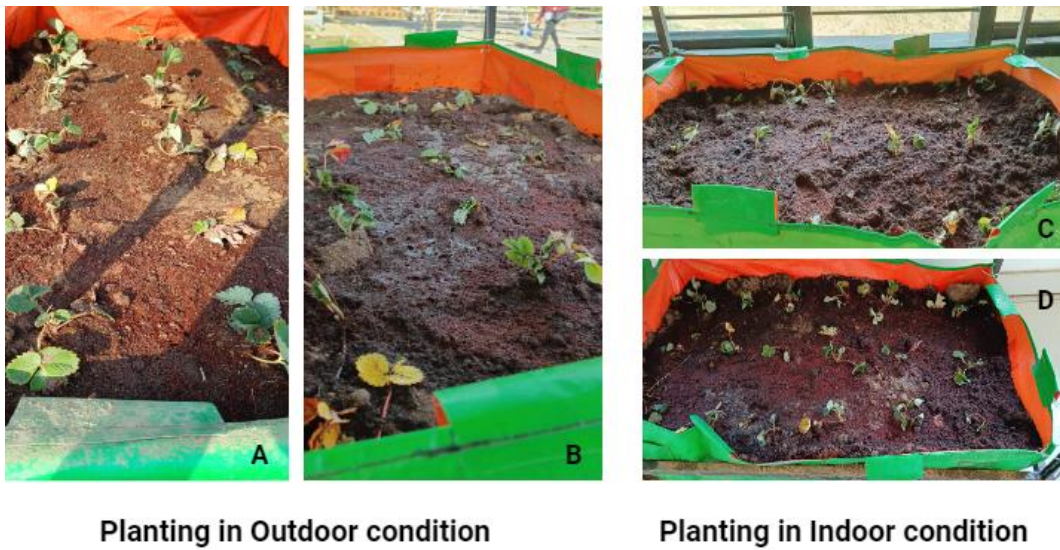 A
B
C
D
Planting in Outdoor condition
Planting in Indoor condition